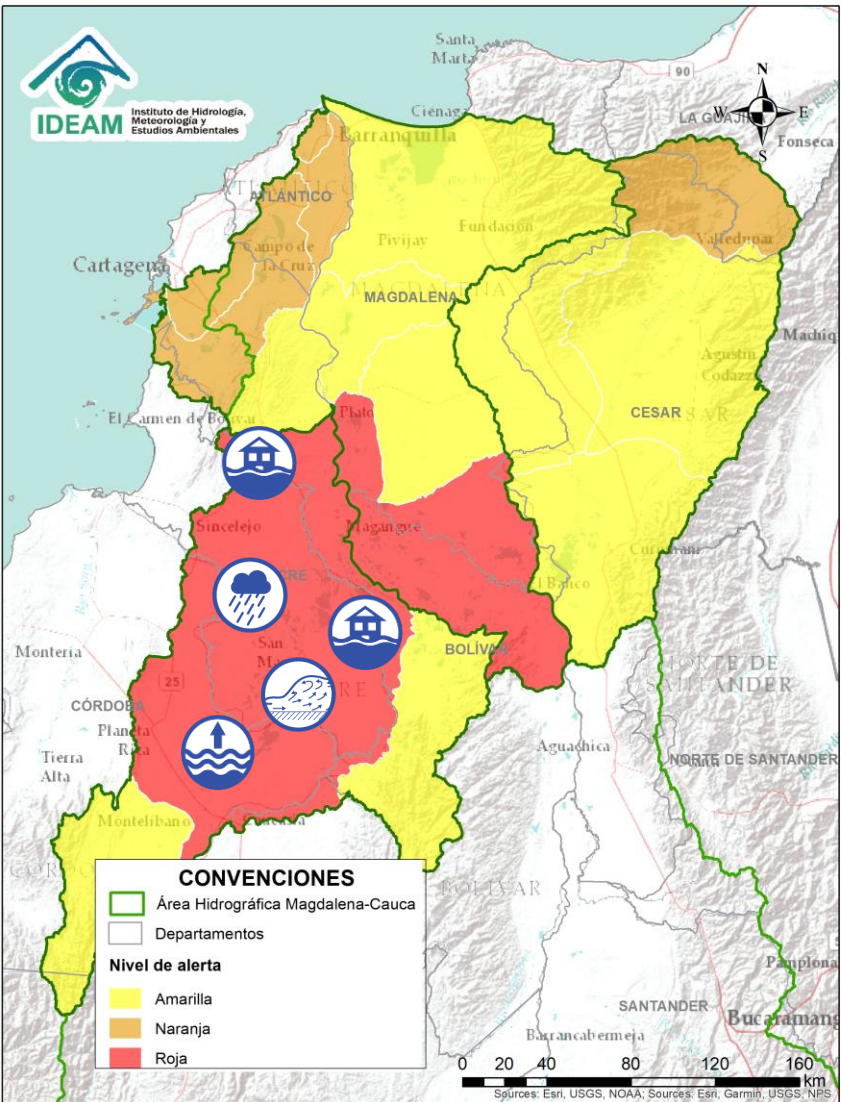 IDEAM
Instituto de Hidrología,
Meteorología y
Estudios Ambientales
Santa
Marta
90
N
W
E
S
Ciénaga
LA GUAJIRA
Fonseca
Barranquilla
ATLÁNTICO
Campo de
la Cruz
Pivijay
Fundación
Valledupar
Cartagena
MAGDALENA
MAGDALENA
Agustín
Codazzi
CESAR
CESAR
El Carmen de Bolívar
Plato
Sincelejo
Magangué
El Banco
Montería
BOLÍVAR
25
CÓRDOBA
Planeta
Rica
Tierra
Alta
NORTE DE
SANTANDER
NORTE DE SANTANDER
Aguachica
Montelíbano
BOLÍVAR
CONVENCIONES
Área Hidrográfica Magdalena-Cauca
Departamentos
Nivel de alerta
Amarilla
Naranja
Roja
Pamplona
SANTANDER
Bucaramang
Barrancabermeja
0 20 40 80 120 160
km
Sources: Esri, USGS, NOAA; Sources: Esri, Garmin, USGS, NPS